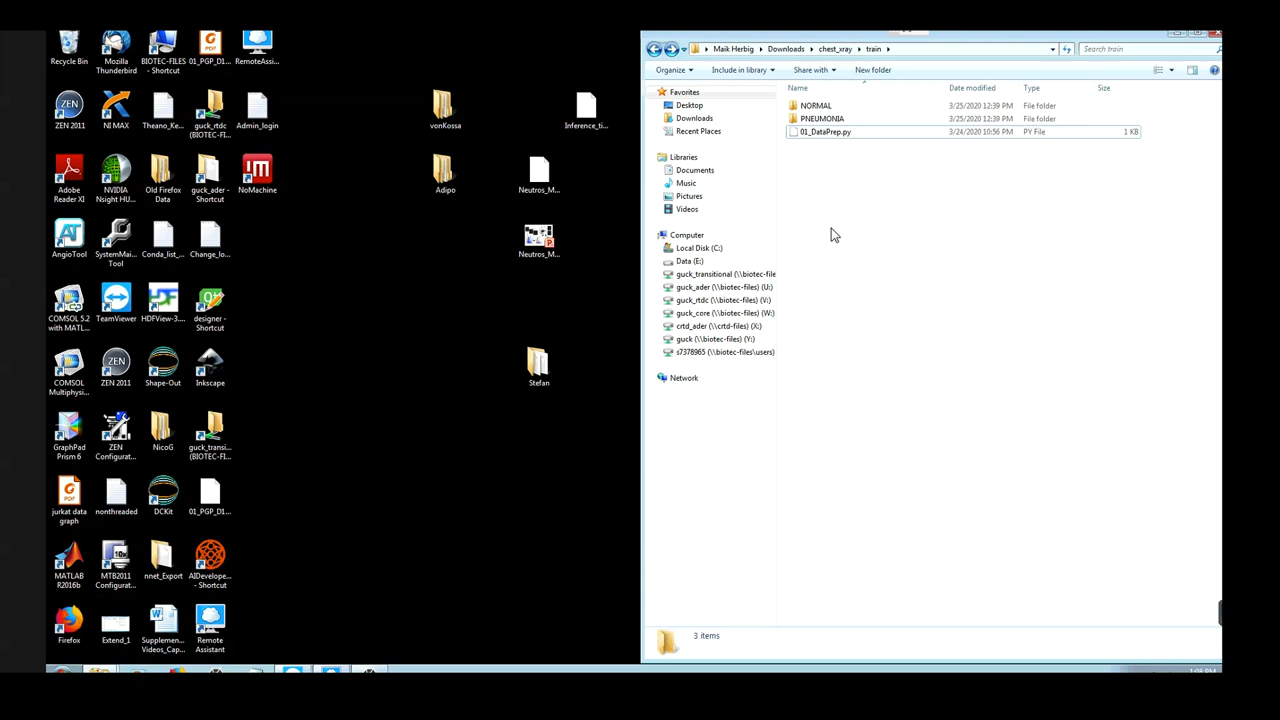 Recycle Bin
Mozilla
Thunderbird
BIOTEC-FILES
- Shortcut
01_PGP_D1...
RemoteAssi...
ZEN 2011
NI MAX
Theano_Ke...
guck_rtdc
(BIOTEC-FI...
Admin_login
vonKossa
Inference_ti...
Adobe
Reader XI
NVIDIA
Nsight HU...
Old Firefox
Data
guck_ader -
Shortcut
NoMachine
Adipo
Neutros_M...
AngioTool
SystemMai...
Tool
Conda_list_...
Change_lo...
Neutros_M...
COMSOL 5.2
with MATL...
TeamViewer
HDFView-3....
designer -
Shortcut
COMSOL
Multiphysi...
ZEN 2011
Shape-Out
Inkscape
Stefan
GraphPad
Prism 6
ZEN
Configurat...
NicoG
guck_transi...
(BIOTEC-FI...
jurkat data
graph
nonthreaded
DCKit
01_PGP_D1...
MATLAB
R2016b
MTB2011
Configurat...
nnet_Export
AIDevelope...
- Shortcut
Firefox
Extend_1
Supplemen...
Videos_Cap...
Remote
Assistant
Maik Herbig
Downloads
chest_xray
train
Search train
Organize
Include in library
Share with
New folder
Favorites
Desktop
Downloads
Recent Places
Libraries
Documents
Music
Pictures
Videos
Computer
Local Disk (C:)
Data (E:)
guck_transitional (\\biotec-file
guck_ader (\\biotec-files) (U:)
guck_rtdc (\\biotec-files) (V:)
guck_core (\\biotec-files) (W:)
crtd_ader (\\crtd-files) (X:)
guck (\\biotec-files) (Y:)
s7378965 (\\biotec-files\users)
Network
Name Date modified Type Size
NORMAL 3/25/2020 12:39 PM File folder
PNEUMONIA 3/25/2020 12:39 PM File folder
01_DataPrep.py 3/24/2020 10:56 PM PY File 1 KB
3 items